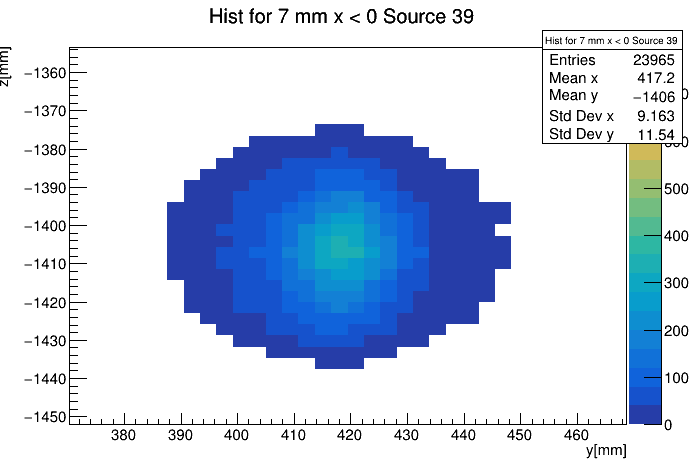 Hist for 7 mm x < 0 Source 39
z[mm]
Hist for 7 mm x < 0 Source 39
Entries 23965
Mean x 417.2
Mean y −1406
Std Dev x 9.163
Std Dev y 11.54
−1360
−1370
−1380
−1390
−1400
−1410
−1420
−1430
−1440
−1450
380 390 400 410 420 430 440 450 460
y[mm]
500
400
300
200
100
0